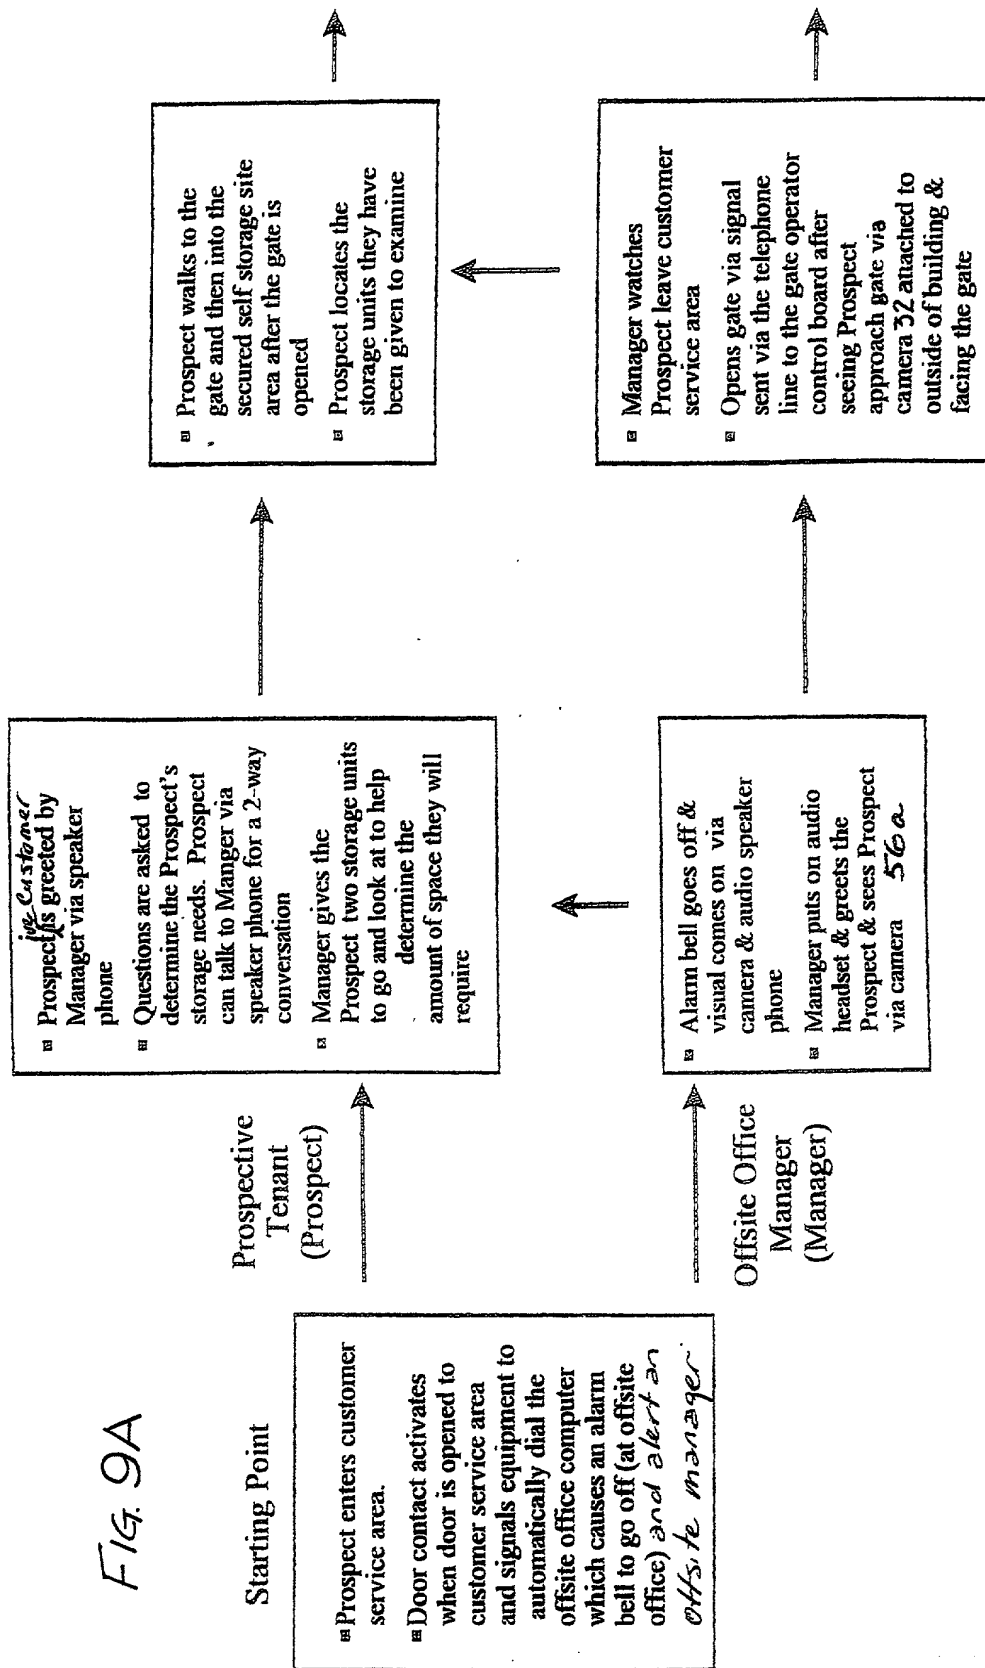 FIG. 9A
Starting Point
Prospect enters customer
service area.
Door contact activates
when door is opened to
customer service area
and signals equipment to
automatically dial the
offsite office computer
which causes an alarm
bell to go off (at offsite
office) and alert an
offsite manager
Prospective
Tenant
(Prospect)
Offsite Office
Manager
(Manager)
ive customer
Prospect is greeted by
Manager via speaker
phone
Questions are asked to
determine the Prospect's
storage needs. Prospect
can talk to Manger via
speaker phone for a 2-way
conversation
Manager gives the
Prospect two storage units
to go and look at to help
determine the
amount of space they will
require
Alarm bell goes off &
visual comes on via
camera & audio speaker
phone
Manager puts on audio
headset & greets the
Prospect & sees Prospect
via camera 56a
Prospect walks to the
gate and then into the
secured self storage site
area after the gate is
opened
Prospect locates the
storage units they have
been given to examine
Manager watches
Prospect leave customer
service area
Opens gate via signal
sent via the telephone
line to the gate operator
control board after
seeing Prospect
approach gate via
camera 32 attached to
outside of building &
facing the gate